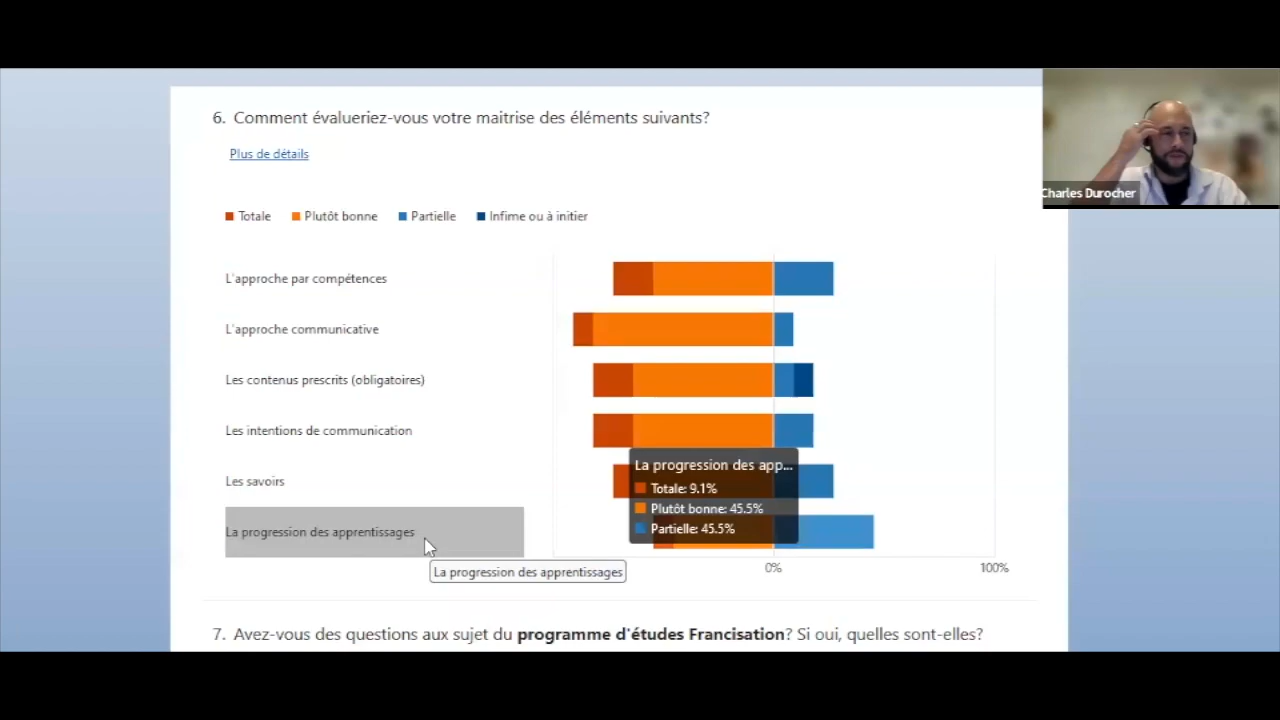 6. Comment évalueriez-vous votre maitrise des éléments suivants?
Plus de détails
Totale Plutôt bonne Partielle Infime ou à initier
L'approche par compétences
L'approche communicative
Les contenus prescrits (obligatoires)
Les intentions de communication
Les savoirs
La progression des apprentissages
La progression des app...
Totale: 9.1%
Plutôt bonne: 45.5%
Partielle: 45.5%
La progression des apprentissages
0% 100%
7. Avez-vous des questions aux sujet du programme d'études Francisation? Si oui, quelles sont-elles?
Charles Durocher